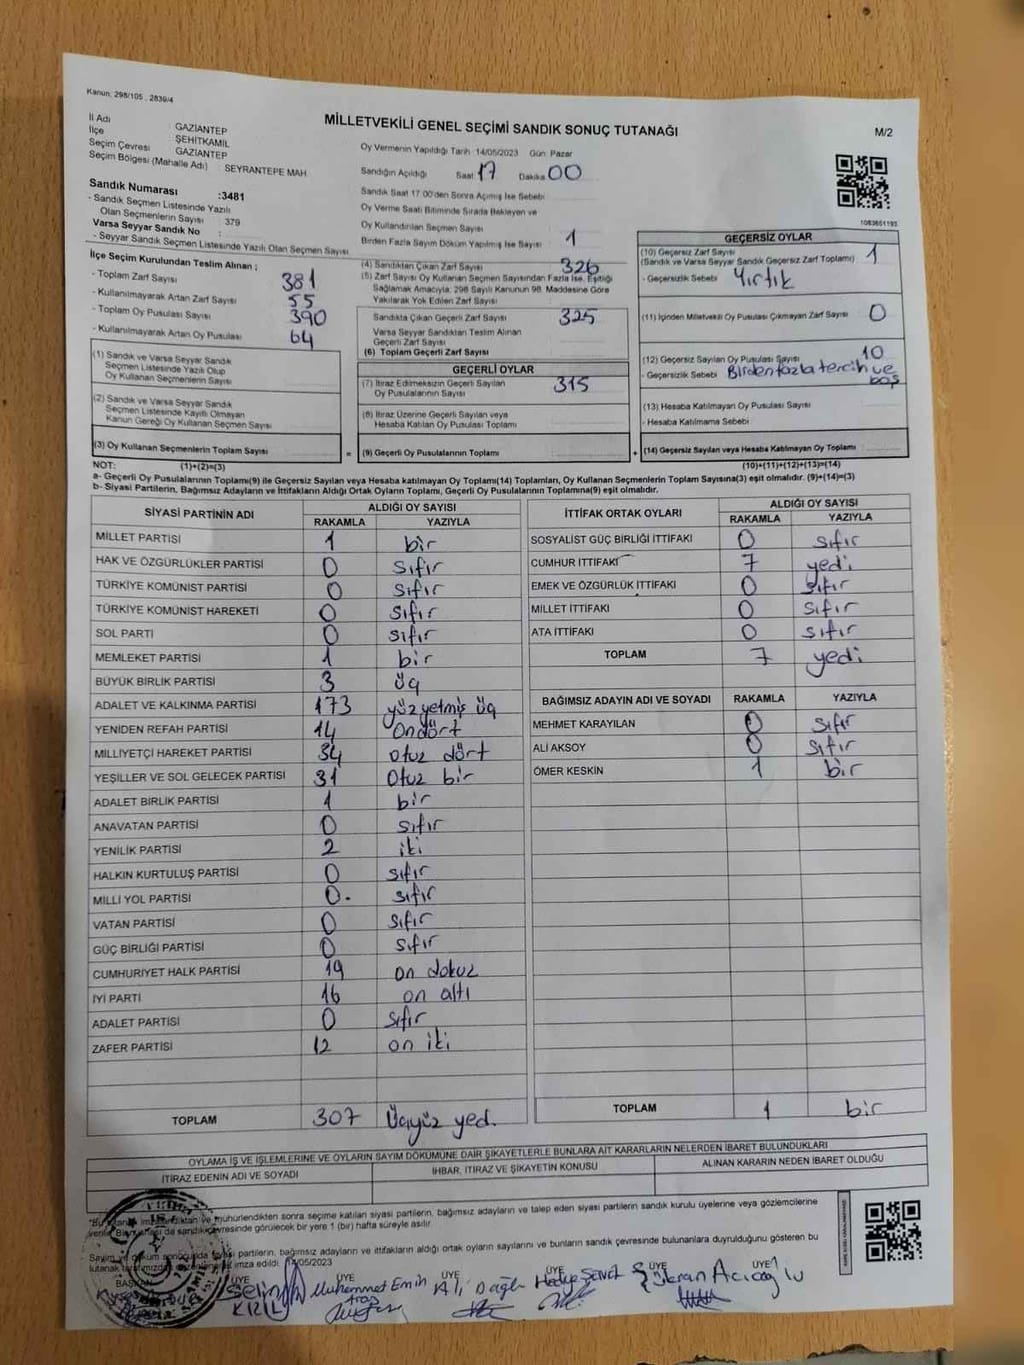 Kanun: 298/105 , 2839/4
MİLLETVEKİLİ GENEL SEÇİMİ SANDIK SONUÇ TUTANAĞI
M/2
İl Adı : GAZİANTEP
İlçe : ŞEHİTKAMİL
Seçim Çevresi : GAZİANTEP
Seçim Bölgesi (Mahalle Adı) : SEYRANTEPE MAH.
Sandık Numarası :3481
- Sandık Seçmen Listesinde Yazılı
Olan Seçmenlerin Sayısı : 379
Varsa Seyyar Sandık No :
- Seyyar Sandık Seçmen Listesinde Yazılı Olan Seçmen Sayısı
Oy Vermenin Yapıldığı Tarih 14/05/2023 Gün: Pazar
Sandığın Açıldığı Saat 17 Dakika 00
Sandık Saat 17.00'den Sonra Açılmış İse Sebebi
Oy Verme Saati Bitiminde Sırada Bekleyen ve
Oy Kullandırılan Seçmen Sayısı
Birden Fazla Sayım Döküm Yapılmış İse Sayısı 1
1083651195
İlçe Seçim Kurulundan Teslim Alınan ;
- Toplam Zarf Sayısı 381
- Kullanılmayarak Artan Zarf Sayısı 55
- Toplam Oy Pusulası Sayısı 390
- Kullanılmayarak Artan Oy Pusulası 64
(1) Sandık ve Varsa Seyyar Sandık
Seçmen Listesinde Yazılı Olup
Oy Kullanan Seçmenlerin Sayısı
(2) Sandık ve Varsa Seyyar Sandık
Seçmen Listesinde Kayıtlı Olmayan
Kanun Gereği Oy Kullanan Seçmen Sayısı
(3) Oy Kullanan Seçmenlerin Toplam Sayısı
(4) Sandıktan Çıkan Zarf Sayısı 326
(5) Zarf Sayısı Oy Kullanan Seçmen Sayısından Fazla İse, Eşitliği
Sağlamak Amacıyla, 298 Sayılı Kanunun 98. Maddesine Göre
Yakılarak Yok Edilen Zarf Sayısı
Sandıkta Çıkan Geçerli Zarf Sayısı 325
Varsa Seyyar Sandıktan Teslim Alınan
Geçerli Zarf Sayısı
(6) Toplam Geçerli Zarf Sayısı
GEÇERLİ OYLAR
(7) İtiraz Edilmeksizin Geçerli Sayılan
Oy Pusulalarının Sayısı 315
(8) İtiraz Üzerine Geçerli Sayılan veya
Hesaba Katılan Oy Pusulası Toplamı
= (9) Geçerli Oy Pusulalarının Toplamı
GEÇERSİZ OYLAR
(10) Geçersiz Zarf Sayısı 1
(Sandık ve Varsa Seyyar Sandık Geçersiz Zarf Toplamı)
- Geçersizlik Sebebi Yırtık
(11) İçinden Milletvekili Oy Pusulası Çıkmayan Zarf Sayısı 0
(12) Geçersiz Sayılan Oy Pusulası Sayısı 10
- Geçersizlik Sebebi Birden fazla tercih ve
boş
(13) Hesaba Katılmayan Oy Pusulası Sayısı
- Hesaba Katılmama Sebebi
+ (14) Geçersiz Sayılan veya Hesaba Katılmayan Oy Toplamı
NOT: (1)+(2)=(3) (10)+(11)+(12)+(13)=(14)
a- Geçerli Oy Pusulalarının Toplamı(9) ile Geçersiz Sayılan veya Hesaba katılmayan Oy Toplamı(14) Toplamları, Oy Kullanan Seçmenlerin Toplam Sayısına(3) eşit olmalıdır. (9)+(14)=(3)
b- Siyasi Partilerin, Bağımsız Adayların ve İttifakların Aldığı Ortak Oyların Toplamı, Geçerli Oy Pusulalarının Toplamına(9) eşit olmalıdır.
SİYASİ PARTİNİN ADI ALDIĞI OY SAYISI
RAKAMLA YAZIYLA
MİLLET PARTİSİ 1 bir
HAK VE ÖZGÜRLÜKLER PARTİSİ 0 sıfır
TÜRKİYE KOMÜNİST PARTİSİ 0 sıfır
TÜRKİYE KOMÜNİST HAREKETİ 0 sıfır
SOL PARTİ 0 sıfır
MEMLEKET PARTİSİ 1 bir
BÜYÜK BİRLİK PARTİSİ 3 üç
ADALET VE KALKINMA PARTİSİ 173 yüz yetmiş üç
YENİDEN REFAH PARTİSİ 14 Ondört
MİLLİYETÇİ HAREKET PARTİSİ 34 otuz dört
YEŞİLLER VE SOL GELECEK PARTİSİ 31 otuz bir
ADALET BİRLİK PARTİSİ 1 bir
ANAVATAN PARTİSİ 0 sıfır
YENİLİK PARTİSİ 2 iki
HALKIN KURTULUŞ PARTİSİ 0 sıfır
MİLLİ YOL PARTİSİ 0. sıfır
VATAN PARTİSİ 0 sıfır
GÜÇ BİRLİĞİ PARTİSİ 0 sıfır
CUMHURİYET HALK PARTİSİ 19 on dokuz
İYİ PARTİ 16 on altı
ADALET PARTİSİ 0 sıfır
ZAFER PARTİSİ 12 on iki
TOPLAM 307 Üçyüz yed.
İTTİFAK ORTAK OYLARI ALDIĞI OY SAYISI
RAKAMLA YAZIYLA
SOSYALİST GÜÇ BİRLİĞİ İTTİFAKI 0 sıfır
CUMHUR İTTİFAKI 7 yedi
EMEK VE ÖZGÜRLÜK İTTİFAKI 0 sıfır
MİLLET İTTİFAKI 0 sıfır
ATA İTTİFAKI 0 sıfır
TOPLAM 7 yedi
BAĞIMSIZ ADAYIN ADI VE SOYADI RAKAMLA YAZIYLA
MEHMET KARAYILAN 0 sıfır
ALİ AKSOY 0 sıfır
ÖMER KESKİN 1 bir
TOPLAM 1 bir
OYLAMA İŞ VE İŞLEMLERİNE VE OYLARIN SAYIM DÖKÜMÜNE DAİR ŞİKAYETLERLE BUNLARA AİT KARARLARIN NELERDEN İBARET BULUNDUKLARI
İTİRAZ EDENİN ADI VE SOYADI İHBAR, İTİRAZ VE ŞİKAYETİN KONUSU ALINAN KARARIN NEDEN İBARET OLDUĞU
mühürlendikten sonra seçime katılan siyasi partilerin, bağımsız adayların ve talep eden siyasi partilerin sandık kurulu üyelerine veya gözlemcilerine
sandık çevresinde görülecek bir yere 1 (bir) hafta süreyle asılır.
partilerin, bağımsız adayların ve ittifakların aldığı ortak oyların sayılarını ve bunların sandık çevresinde bulunanlara duyurulduğunu gösteren bu
imza edildi. /05/2023
BAŞKAN ÜYE ÜYE ÜYE ÜYE ÜYE
Selim Muhammet Emin Ali Dağlı Şükran Acıoğlu
KIZIL